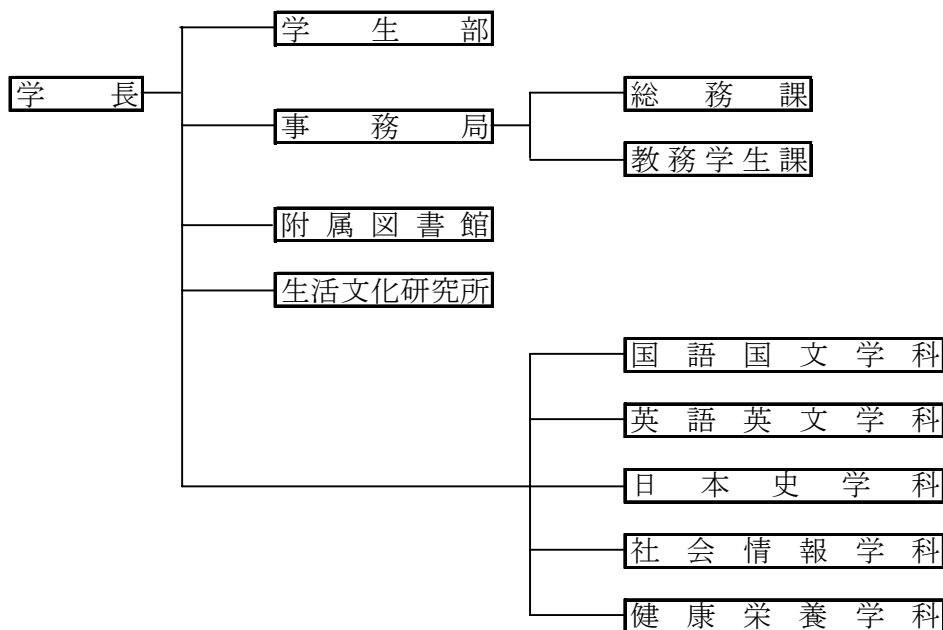 学生部
学長
総務課
事務局
教務学生課
附属図書館
生活文化研究所
国語国文学科
英語英文学科
日本史学科
社会情報学科
健康栄養学科